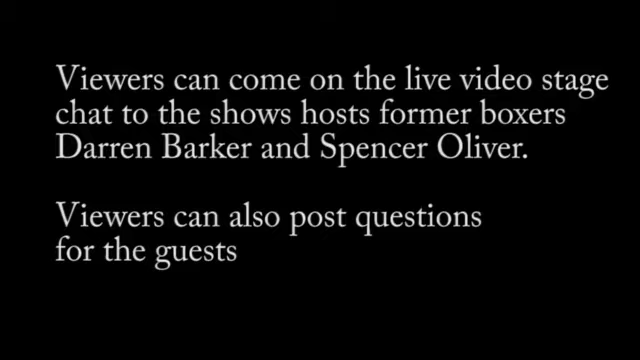 Viewers can come on the live video stage
chat to the shows hosts former boxers
Darren Barker and Spencer Oliver.
Viewers can also post questions
for the guests